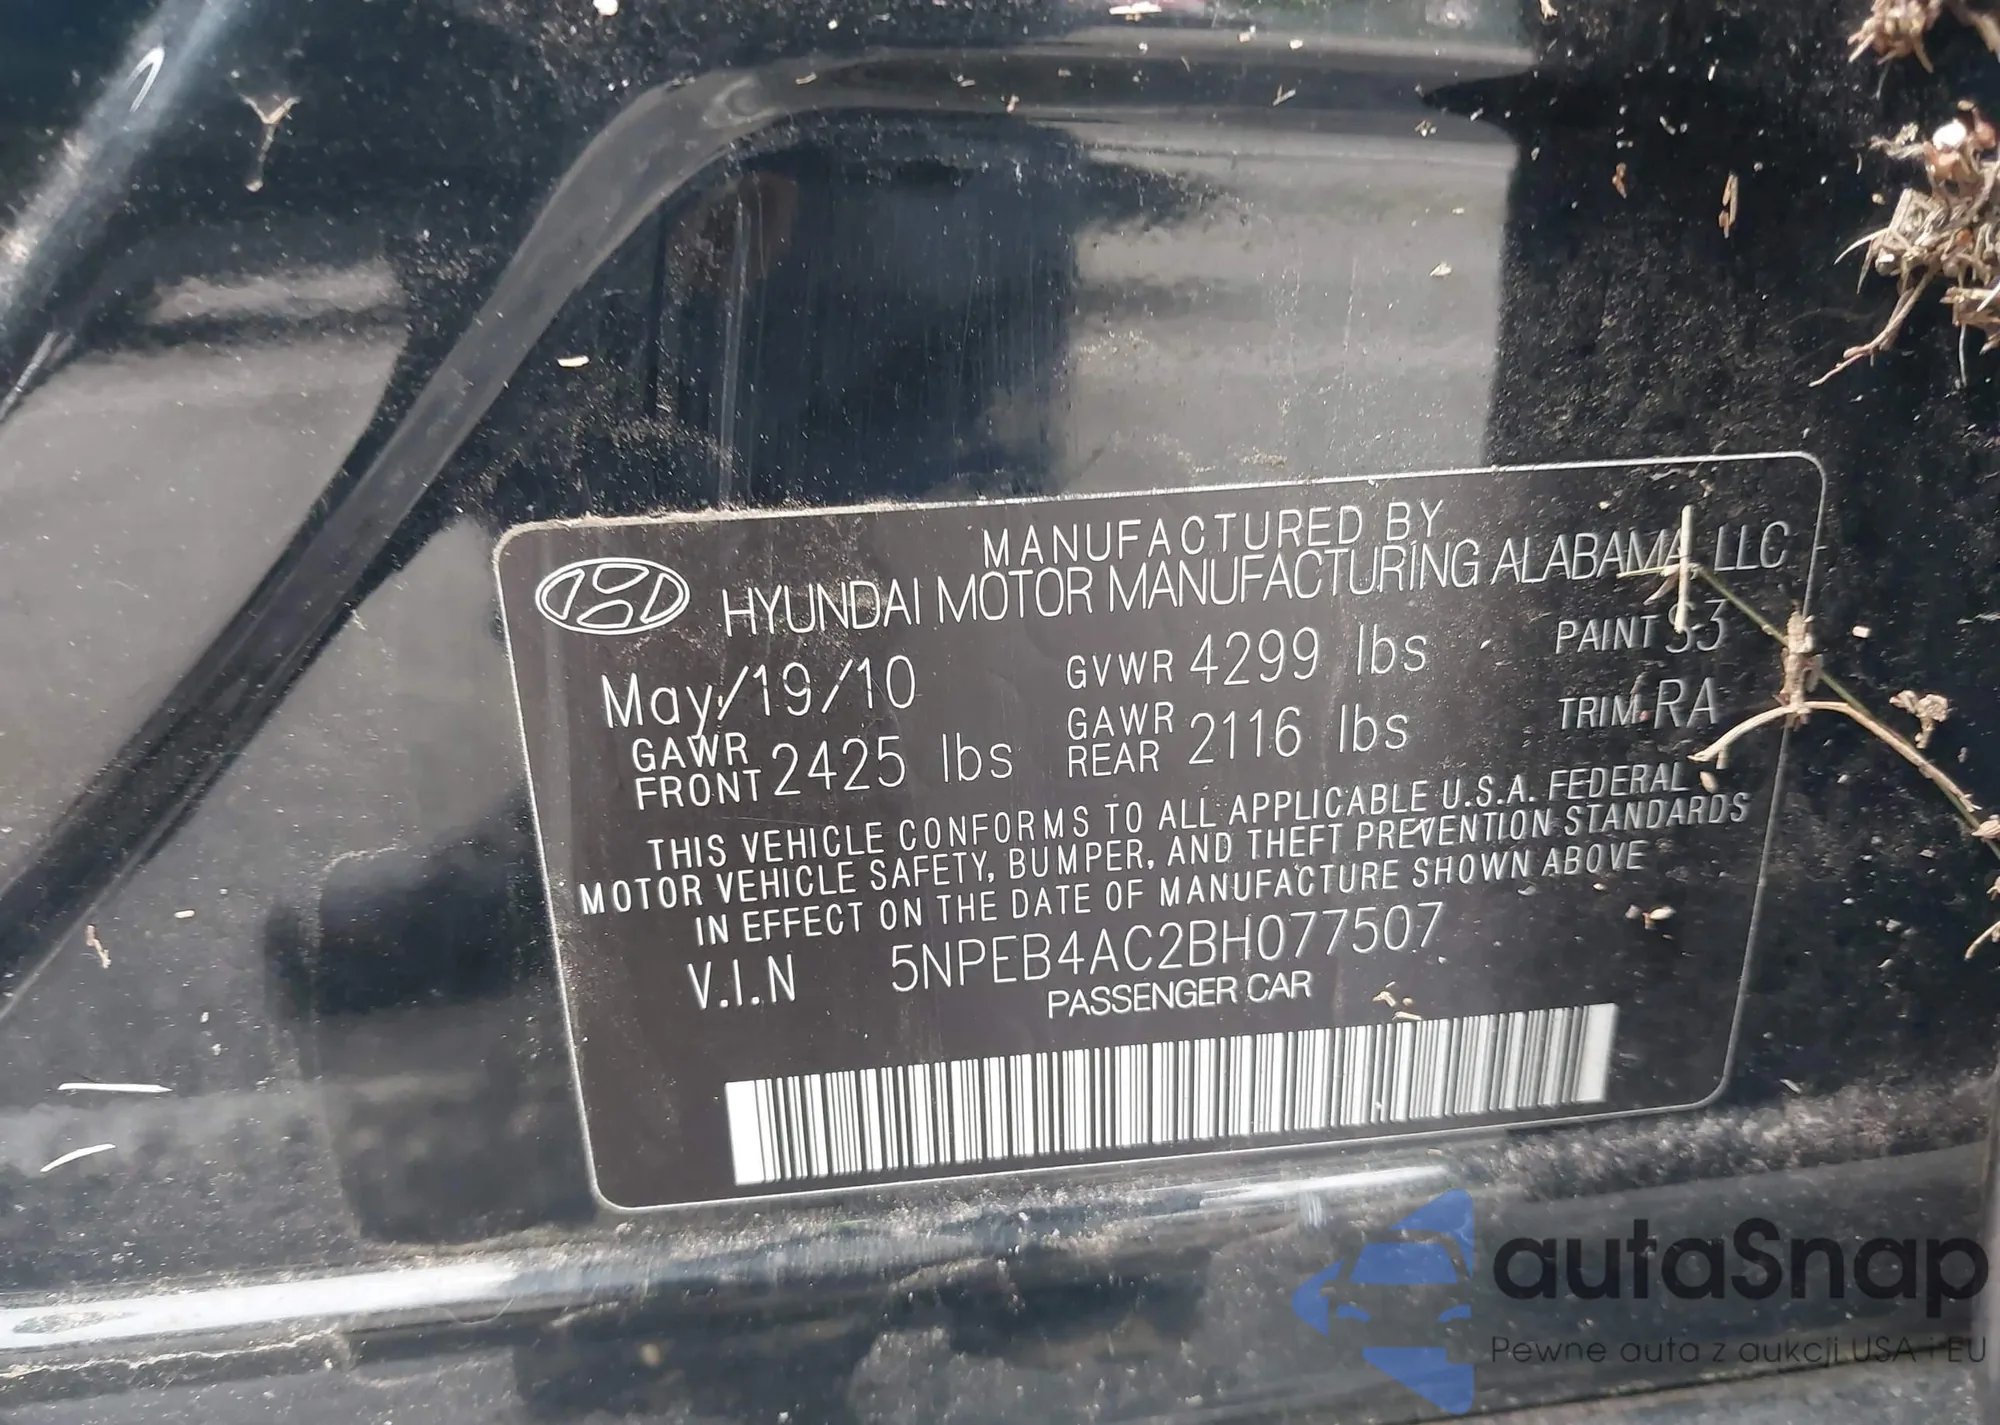 MANUFACTURED BY
HYUNDAI MOTOR MANUFACTURING ALABAMA, LLC
May/19/10 GVWR 4299 lbs PAINT S3
GAWR FRONT 2425 lbs GAWR REAR 2116 lbs TRIM RA
THIS VEHICLE CONFORMS TO ALL APPLICABLE U.S.A. FEDERAL
MOTOR VEHICLE SAFETY, BUMPER, AND THEFT PREVENTION STANDARDS
IN EFFECT ON THE DATE OF MANUFACTURE SHOWN ABOVE
V.I.N 5NPEB4AC2BH077507
PASSENGER CAR
autaSnap
Pewne auta z aukcji USA i EU